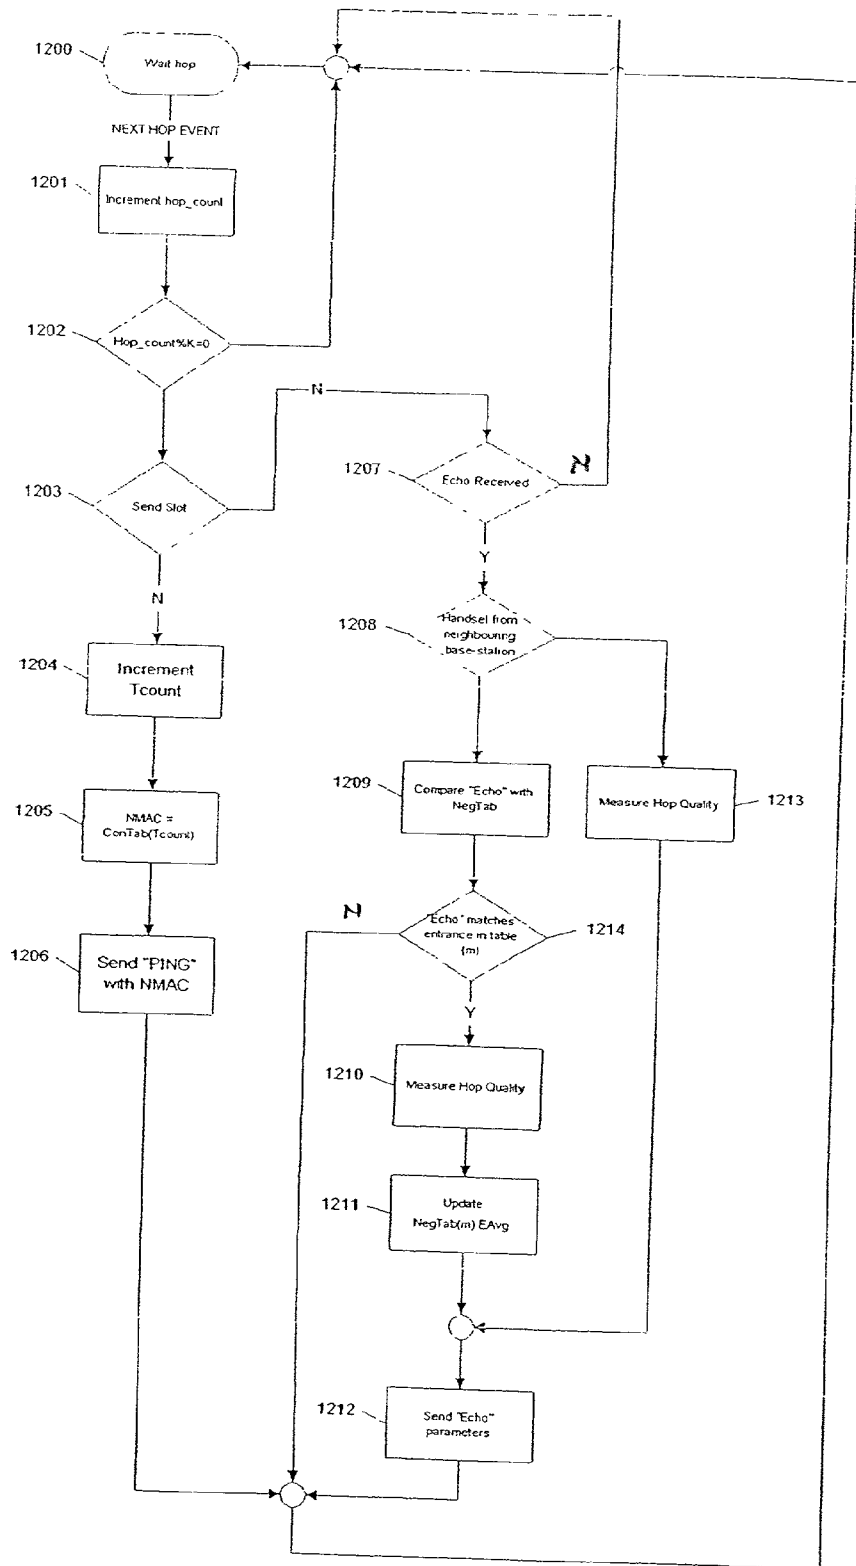 1200
Wait hop
NEXT HOP EVENT
1201
Increment hop_count
1202
Hop_count%K=0
N
1203
Send Slot
1207
Echo Received
N
Y
N
1208
Handsel from
neighbouring
base-station
1204
Increment
Tcount
1209
Compare "Echo" with
NegTab
Measure Hop Quality
1213
1205
NMAC =
ConTab(Tcount)
N
"Echo" matches
entrance in table
(m)
1214
1206
Send "PING"
with NMAC
Y
1210
Measure Hop Quality
1211
Update
NegTab(m) EAvg
1212
Send "Echo"
parameters